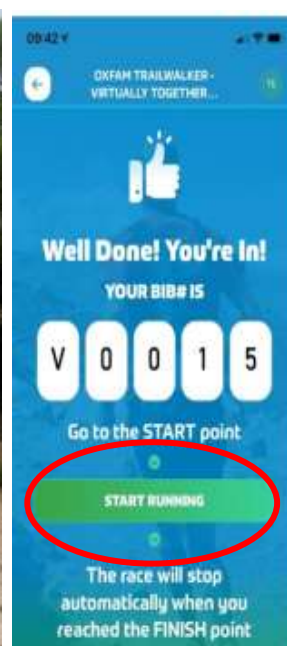 09:42
OXFAM TRAILWALKER -
VIRTUALLY TOGETHER...
Well Done! You're In!
YOUR BIB# IS
V 0 0 1 5
Go to the START point
START RUNNING
The race will stop
automatically when you
reached the FINISH point